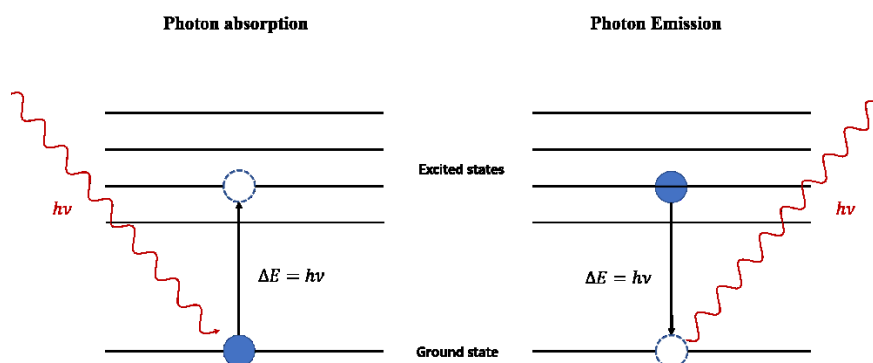 Photon absorption
Photon Emission
Excited states
hν
hν
ΔE = hν
ΔE = hν
Ground state